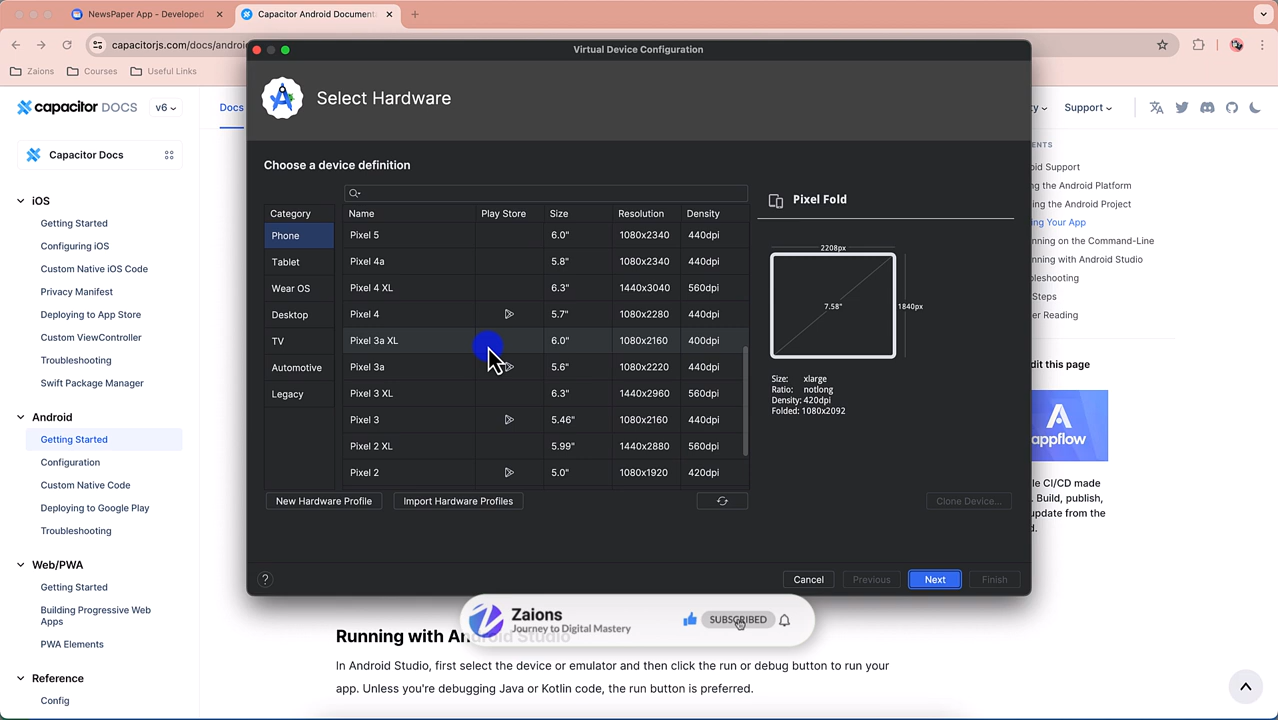 NewsPaper App - Developed
Capacitor Android Documenta
capacitorjs.com/docs/android
Zaions
Courses
Useful Links
Virtual Device Configuration
Select Hardware
capacitor DOCS
v6
Docs
Support
Capacitor Docs
iOS
Getting Started
Configuring iOS
Custom Native iOS Code
Privacy Manifest
Deploying to App Store
Custom ViewController
Troubleshooting
Swift Package Manager
Android
Getting Started
Configuration
Custom Native Code
Deploying to Google Play
Troubleshooting
Web/PWA
Getting Started
Building Progressive Web
Apps
PWA Elements
Reference
Config
Choose a device definition
Category
Phone
Tablet
Wear OS
Desktop
TV
Automotive
Legacy
Name Play Store Size Resolution Density
Pixel 5 6.0" 1080x2340 440dpi
Pixel 4a 5.8" 1080x2340 440dpi
Pixel 4 XL 6.3" 1440x3040 560dpi
Pixel 4 5.7" 1080x2280 440dpi
Pixel 3a XL 6.0" 1080x2160 400dpi
Pixel 3a 5.6" 1080x2220 440dpi
Pixel 3 XL 6.3" 1440x2960 560dpi
Pixel 3 5.46" 1080x2160 440dpi
Pixel 2 XL 5.99" 1440x2880 560dpi
Pixel 2 5.0" 1080x1920 420dpi
New Hardware Profile
Import Hardware Profiles
Clone Device...
Pixel Fold
2208px
7.58"
1840px
Size: xlarge
Ratio: notlong
Density: 420dpi
Folded: 1080x2092
?
Cancel
Previous
Next
Finish
ENTS
oid Support
ng the Android Platform
ng the Android Project
ing Your App
nning on the Command-Line
nning with Android Studio
bleshooting
Steps
er Reading
dit this page
appflow
le CI/CD made
. Build, publish,
update from the
d.
Zaions
Journey to Digital Mastery
SUBSCRIBED
Running with Android Studio
In Android Studio, first select the device or emulator and then click the run or debug button to run your
app. Unless you're debugging Java or Kotlin code, the run button is preferred.